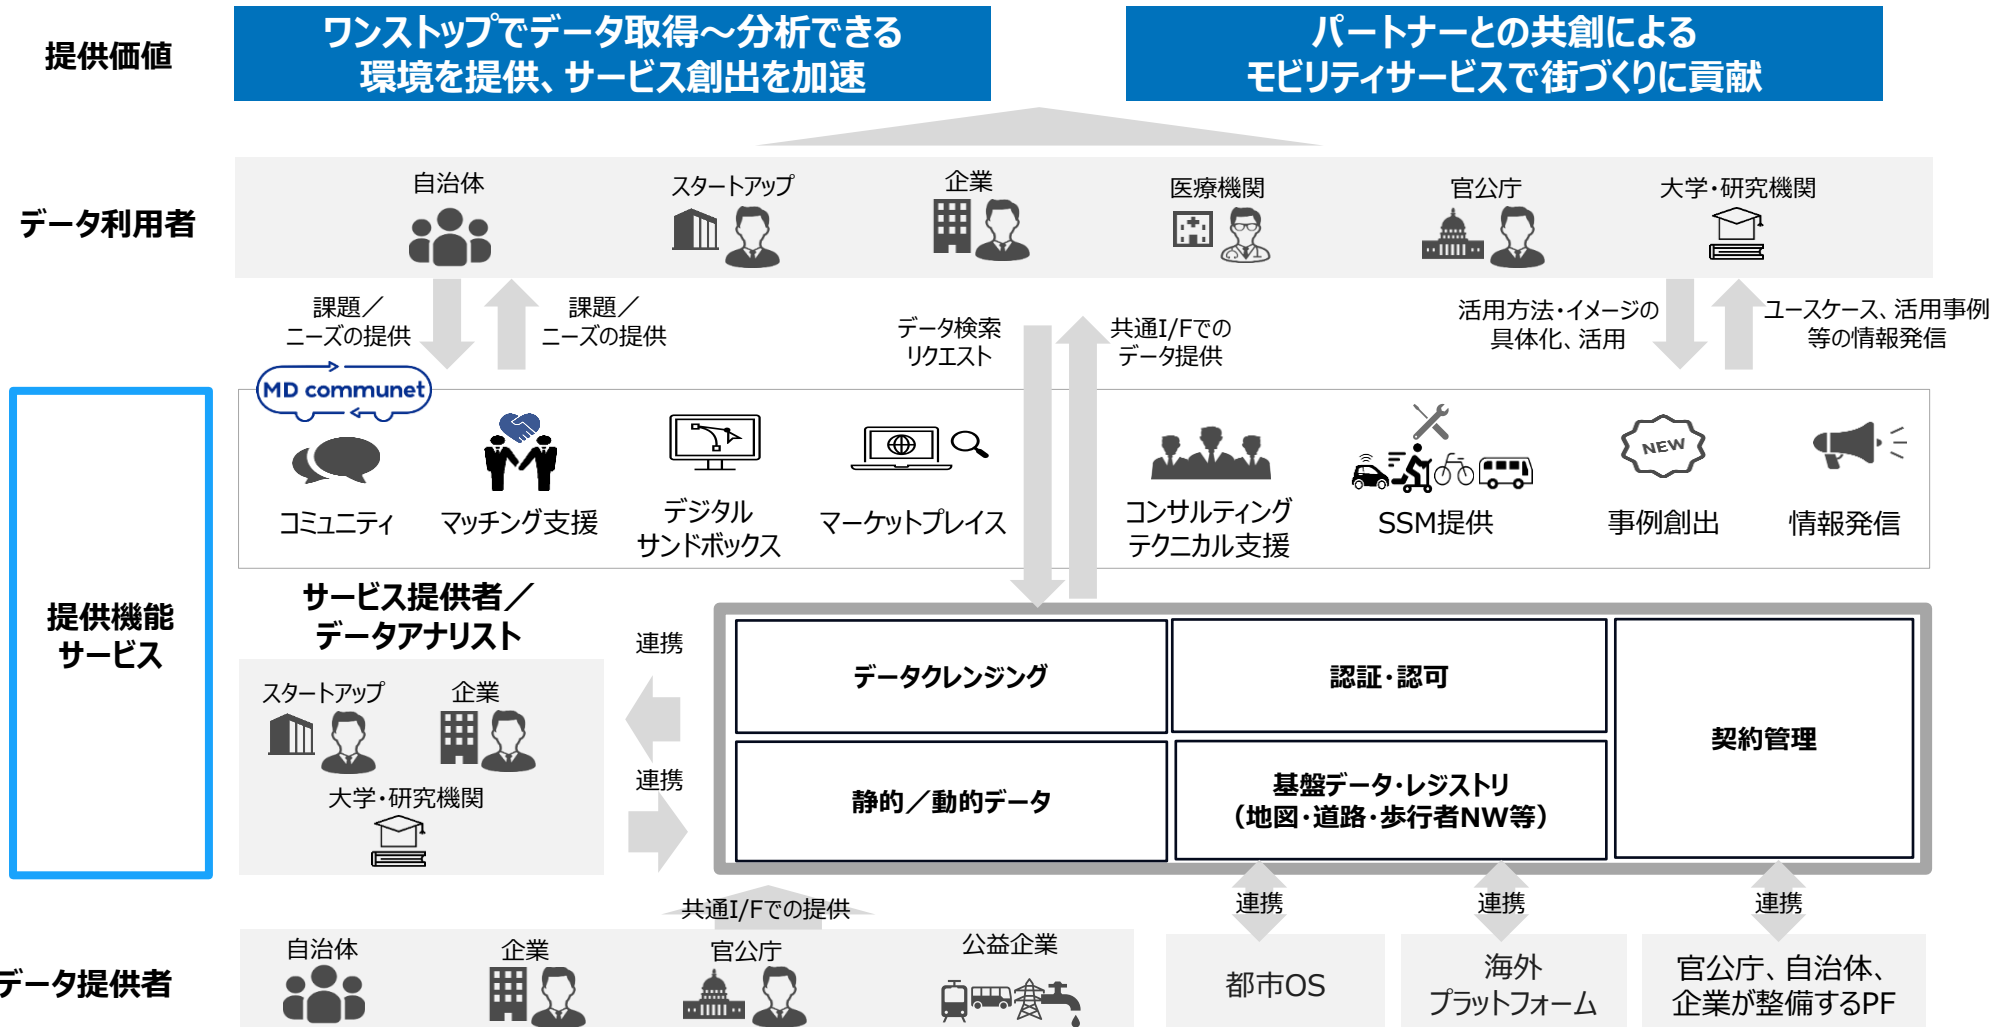 提供価値
ワンストップでデータ取得～分析できる
環境を提供、サービス創出を加速
パートナーとの共創による
モビリティサービスで街づくりに貢献
データ利用者
自治体
スタートアップ
企業
医療機関
官公庁
大学・研究機関
課題／
ニーズの提供
課題／
ニーズの提供
データ検索
リクエスト
共通I/Fでの
データ提供
活用方法・イメージの
具体化、活用
ユースケース、活用事例
等の情報発信
提供機能
サービス
MD communet
コミュニティ
マッチング支援
デジタル
サンドボックス
マーケットプレイス
コンサルティング
テクニカル支援
SSM提供
NEW
事例創出
情報発信
サービス提供者／
データアナリスト
スタートアップ
企業
大学・研究機関
連携
連携
データクレンジング
認証・認可
契約管理
静的／動的データ
基盤データ・レジストリ
（地図・道路・歩行者NW等）
共通I/Fでの提供
連携
連携
連携
データ提供者
自治体
企業
官公庁
公益企業
都市OS
海外
プラットフォーム
官公庁、自治体、
企業が整備するPF